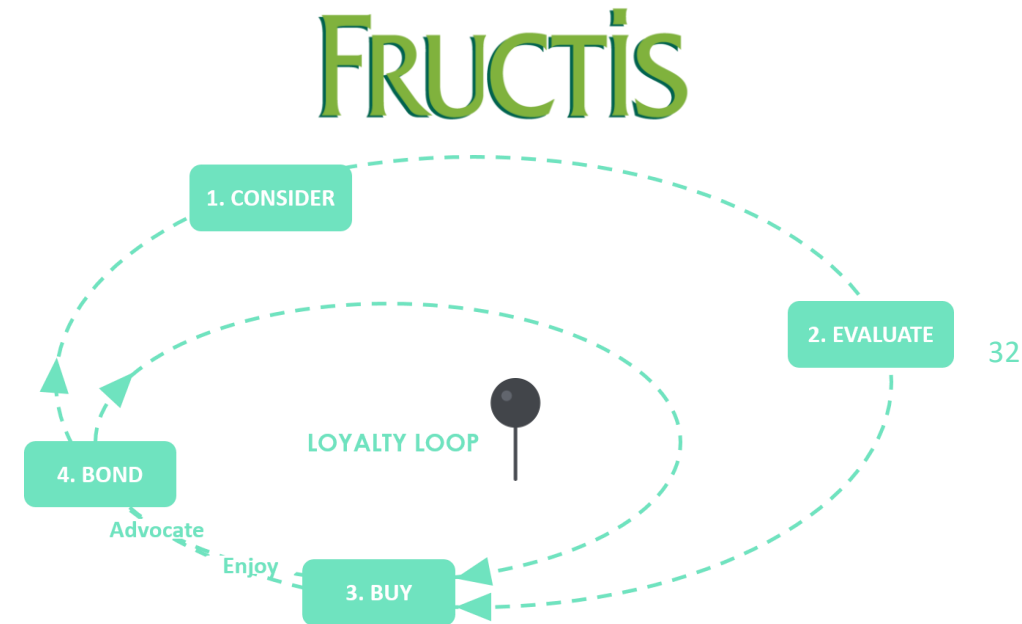 FRUCTIS
1. CONSIDER
2. EVALUATE
32
LOYALTY LOOP
4. BOND
Advocate
Enjoy
3. BUY